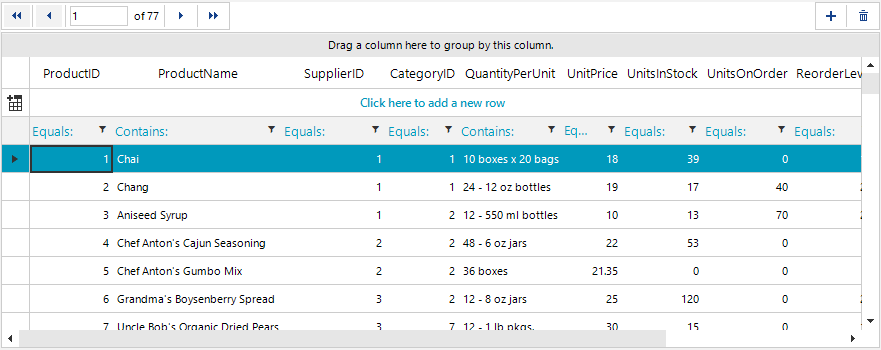 1 of 77
Drag a column here to group by this column.
ProductID ProductName SupplierID CategoryID QuantityPerUnit UnitPrice UnitsInStock UnitsOnOrder ReorderLev
Click here to add a new row
Equals: Contains: Equals: Equals: Contains: Eq... Equals: Equals: Equals:
1 Chai 1 1 10 boxes x 20 bags 18 39 0
2 Chang 1 1 24 - 12 oz bottles 19 17 40
3 Aniseed Syrup 1 2 12 - 550 ml bottles 10 13 70
4 Chef Anton's Cajun Seasoning 2 2 48 - 6 oz jars 22 53 0
5 Chef Anton's Gumbo Mix 2 2 36 boxes 21.35 0 0
6 Grandma's Boysenberry Spread 3 2 12 - 8 oz jars 25 120 0
7 Uncle Bob's Organic Dried Pears 3 7 12 - 1 lb pkgs. 30 15 0